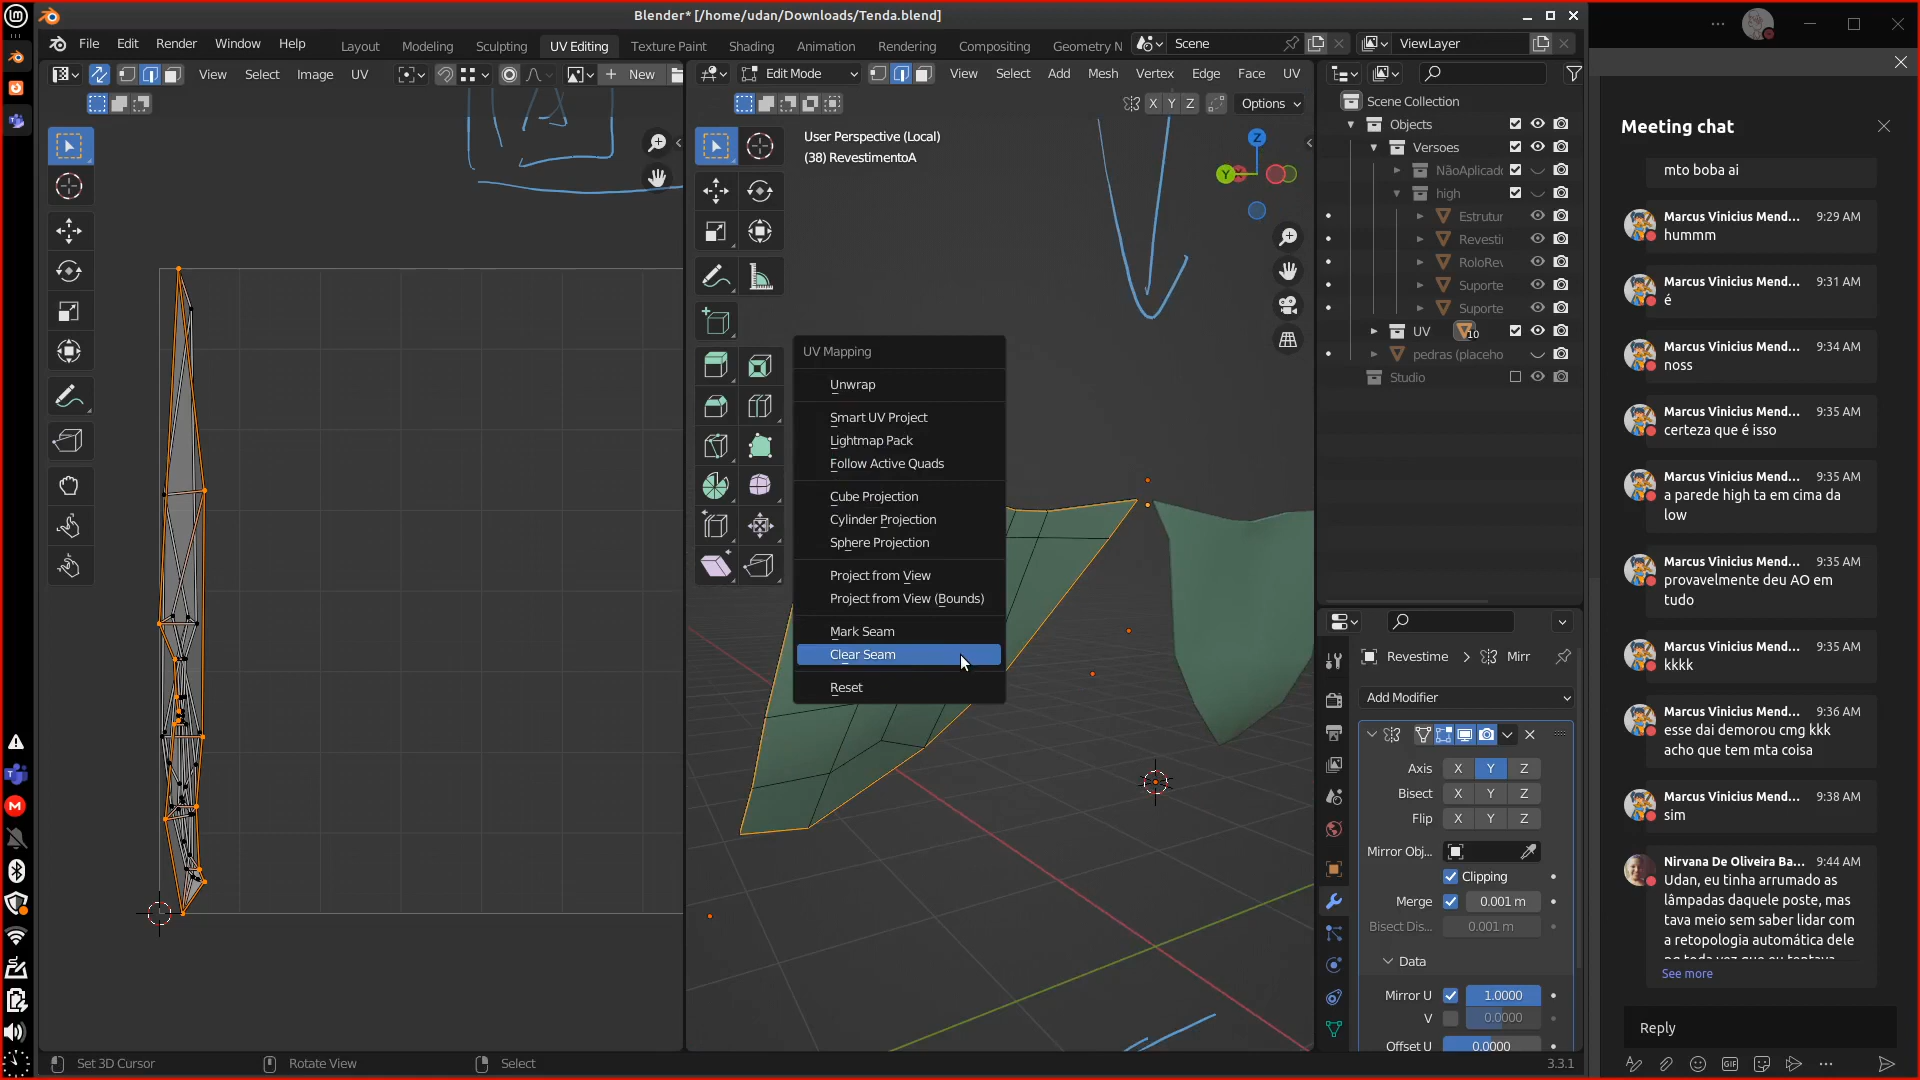 Blender* [/home/udan/Downloads/Tenda.blend]
File Edit Render Window Help
Layout Modeling Sculpting UV Editing Texture Paint Shading Animation Rendering Compositing Geometry N
Scene
ViewLayer
View Select Image UV
New
Edit Mode
View Select Add Mesh Vertex Edge Face UV
X Y Z
Options
User Perspective (Local)
(38) RevestimentoA
Z
Y
UV Mapping
Unwrap
Smart UV Project
Lightmap Pack
Follow Active Quads
Cube Projection
Cylinder Projection
Sphere Projection
Project from View
Project from View (Bounds)
Mark Seam
Clear Seam
Reset
Scene Collection
Objects
Versoes
NãoAplicado
high
Estrutur
Revesti
RoloRev
Suporte
Suporte
UV
10
pedras (placeho
Studio
Revestime
Mirr
Add Modifier
Axis X Y Z
Bisect X Y Z
Flip X Y Z
Mirror Obj...
Clipping
Merge 0.001 m
Bisect Dis... 0.001 m
Data
Mirror U 1.0000
V 0.0000
Offset U 0.0000
Set 3D Cursor
Rotate View
Select
3.3.1
Meeting chat
mto boba ai
Marcus Vinicius Mend... 9:29 AM
hummm
Marcus Vinicius Mend... 9:31 AM
é
Marcus Vinicius Mend... 9:34 AM
noss
Marcus Vinicius Mend... 9:35 AM
certeza que é isso
Marcus Vinicius Mend... 9:35 AM
a parede high ta em cima da
low
Marcus Vinicius Mend... 9:35 AM
provavelmente deu AO em
tudo
Marcus Vinicius Mend... 9:35 AM
kkkk
Marcus Vinicius Mend... 9:36 AM
esse dai demorou cmg kkk
acho que tem mta coisa
Marcus Vinicius Mend... 9:38 AM
sim
Nirvana De Oliveira Ba... 9:44 AM
Udan, eu tinha arrumado as
lâmpadas daquele poste, mas
tava meio sem saber lidar com
a retopologia automática dele
See more
Reply
GIF